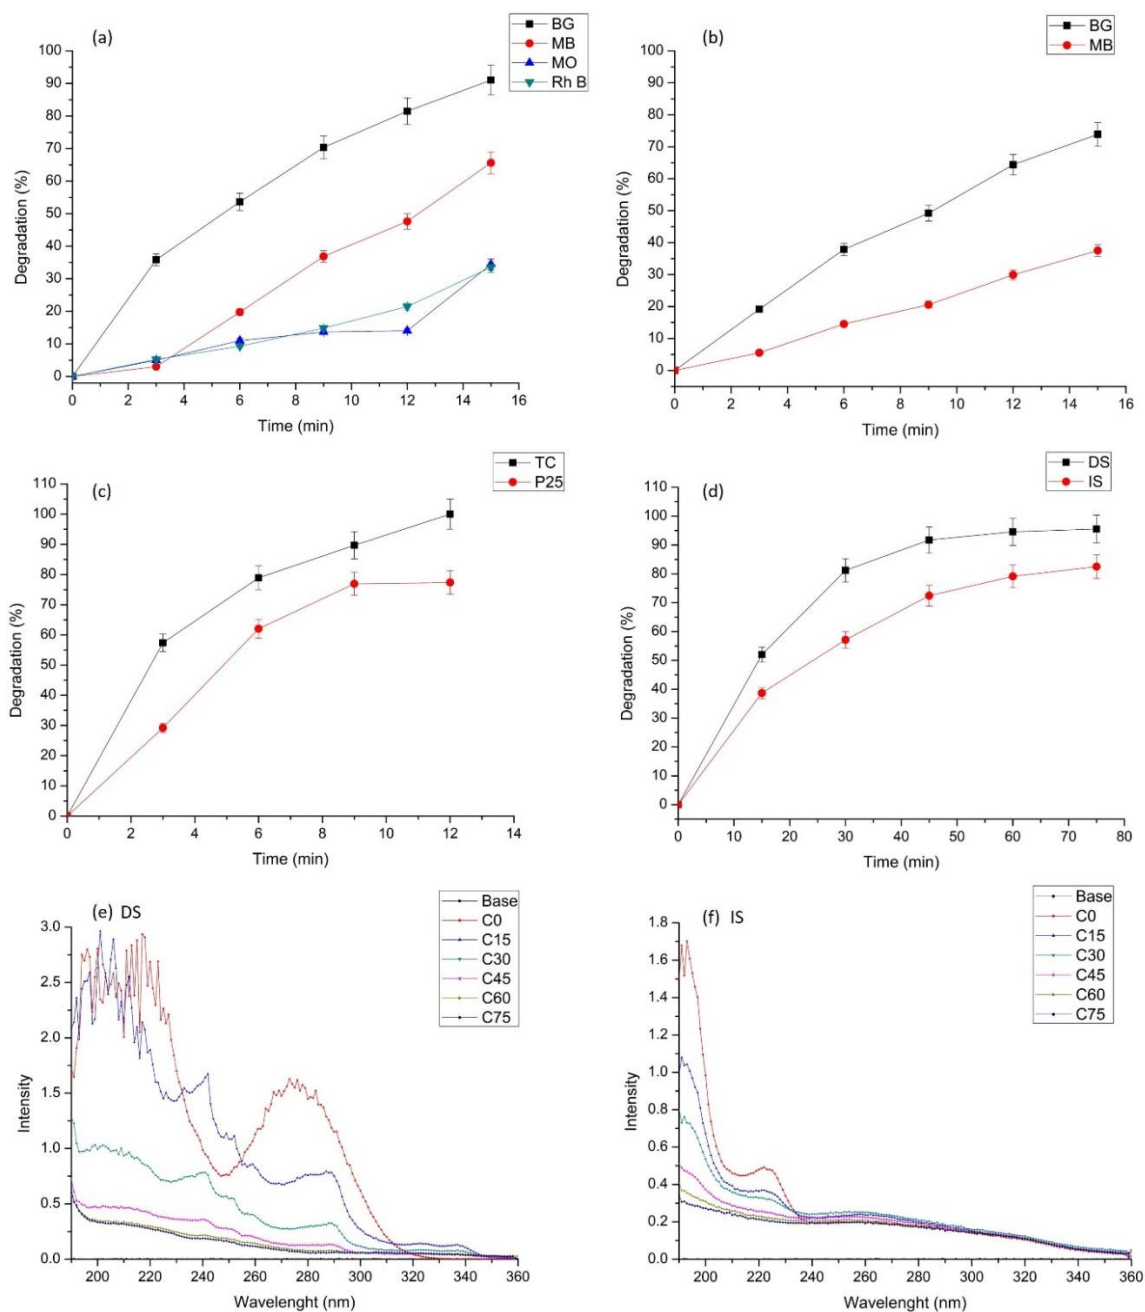 (a)
BG
MB
MO
Rh B
100
90
80
70
60
50
40
30
20
10
0
Degradation (%)
0 2 4 6 8 10 12 14 16
Time (min)
(b)
BG
MB
100
90
80
70
60
50
40
30
20
10
0
Degradation (%)
0 2 4 6 8 10 12 14 16
Time (min)
(c)
TC
P25
110
100
90
80
70
60
50
40
30
20
10
0
Degradation (%)
0 2 4 6 8 10 12 14
Time (min)
(d)
DS
IS
110
100
90
80
70
60
50
40
30
20
10
0
Degradation (%)
0 10 20 30 40 50 60 70 80
Time (min)
(e) DS
Base
C0
C15
C30
C45
C60
C75
3.0
2.5
2.0
1.5
1.0
0.5
0.0
Intensity
200 220 240 260 280 300 320 340 360
Wavelenght (nm)
(f) IS
Base
C0
C15
C30
C45
C60
C75
1.8
1.6
1.4
1.2
1.0
0.8
0.6
0.4
0.2
0.0
Intensity
200 220 240 260 280 300 320 340 360
Wavelenght (nm)